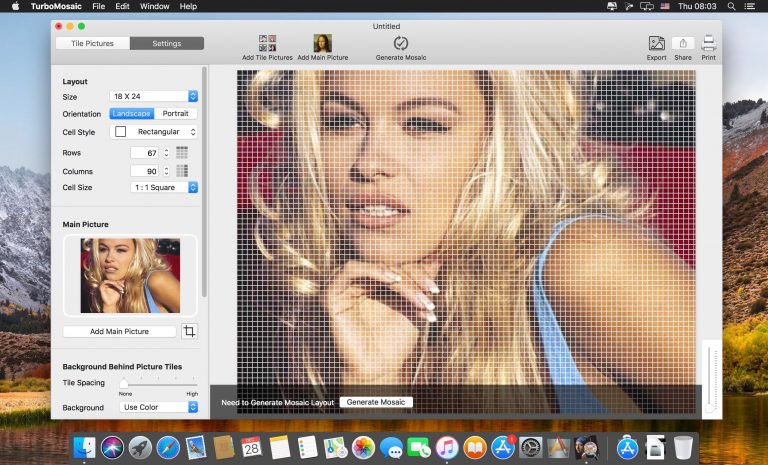 TurboMosaic File Edit Window Help Thu 08:03
Untitled
Tile Pictures Settings
Add Tile Pictures Add Main Picture Generate Mosaic Export Share Print
Layout
Size 18 X 24
Orientation Landscape Portrait
Cell Style Rectangular
Rows 67
Columns 90
Cell Size 1 : 1 Square
Main Picture
Add Main Picture
Background Behind Picture Tiles
Tile Spacing
None High
Background Use Color
Need to Generate Mosaic Layout Generate Mosaic
28
1